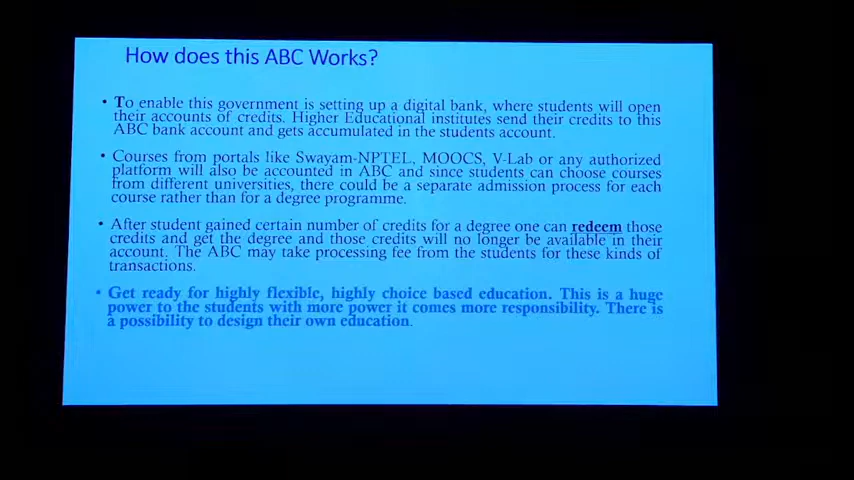 How does this ABC Works?
• To enable this government is setting up a digital bank, where students will open
their accounts of credits. Higher Educational institutes send their credits to this
ABC bank account and gets accumulated in the students account.
• Courses from portals like Swayam-NPTEL, MOOCS, V-Lab or any authorized
platform will also be accounted in ABC and since students can choose courses
from different universities, there could be a separate admission process for each
course rather than for a degree programme.
• After student gained certain number of credits for a degree one can redeem those
credits and get the degree and those credits will no longer be available in their
account. The ABC may take processing fee from the students for these kinds of
transactions.
• Get ready for highly flexible, highly choice based education. This is a huge
power to the students with more power it comes more responsibility. There is
a possibility to design their own education.